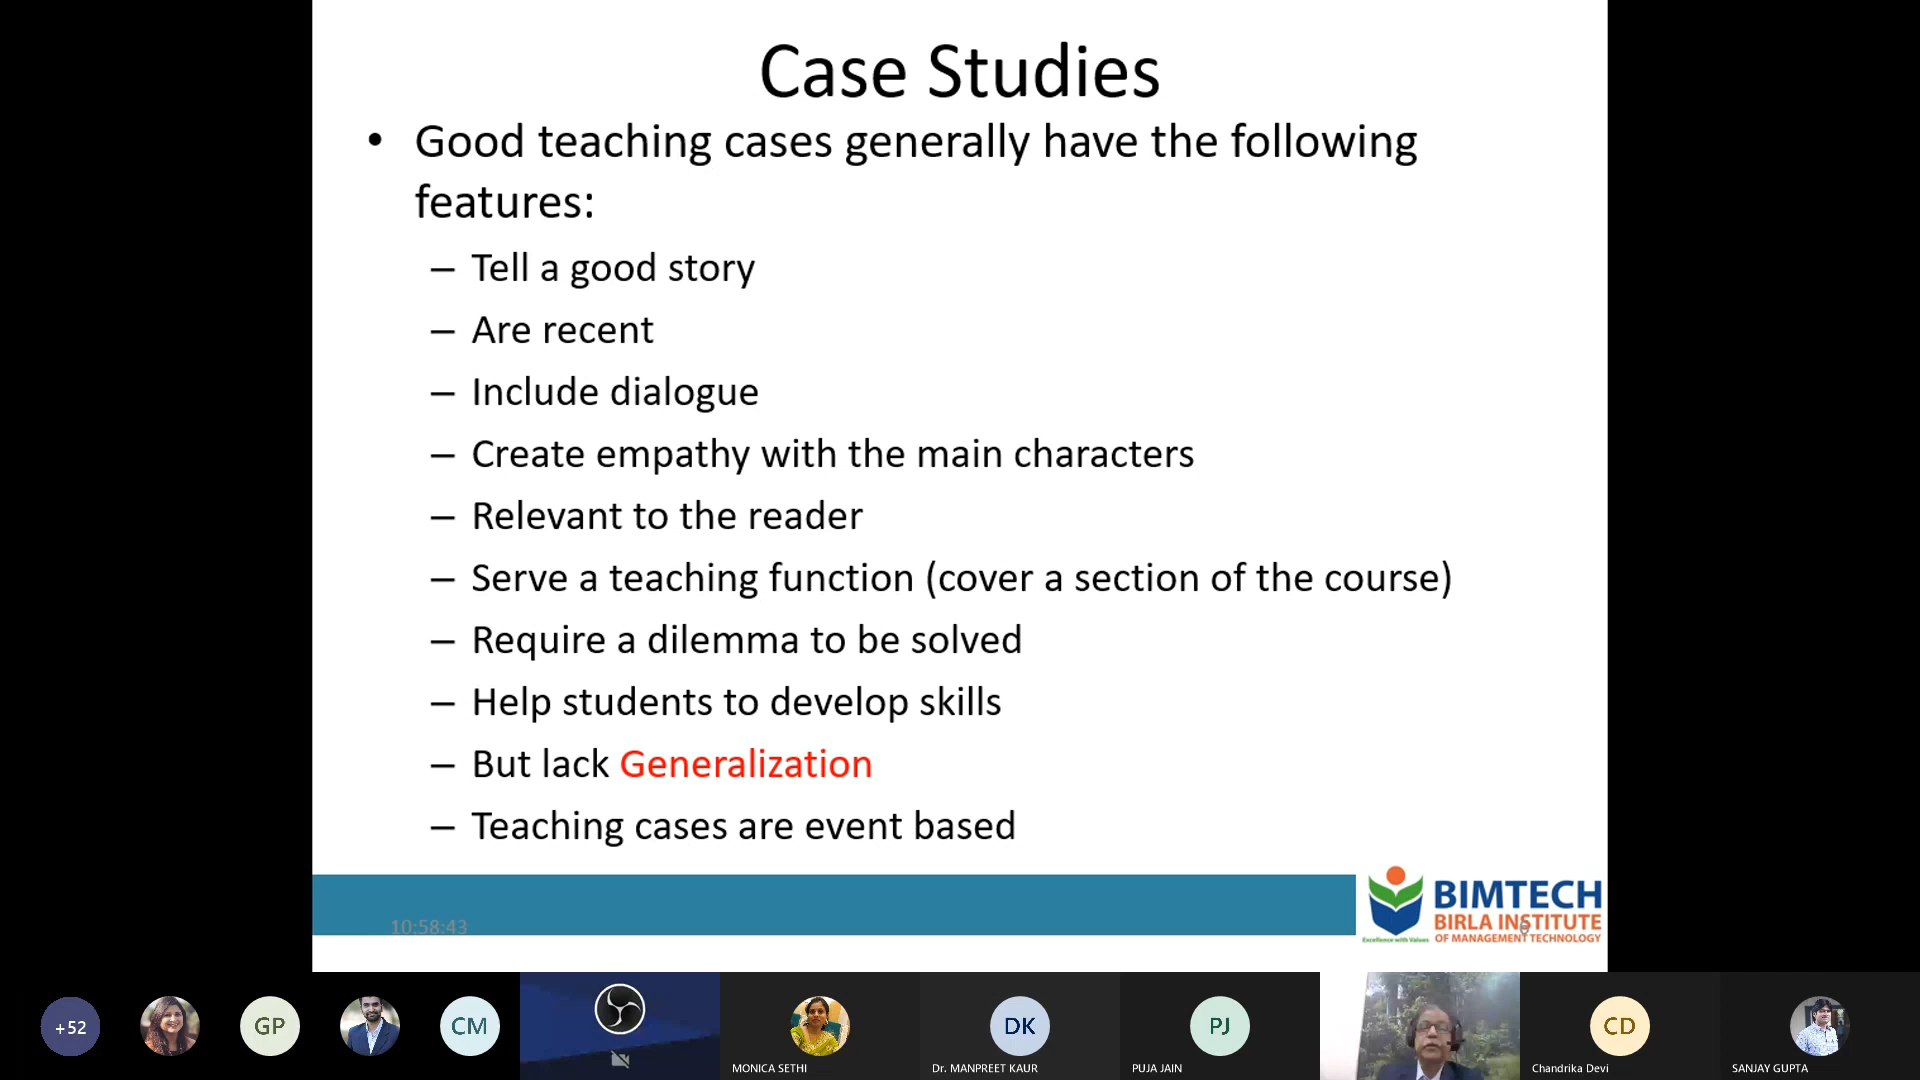 Case Studies
• Good teaching cases generally have the following
features:
– Tell a good story
– Are recent
– Include dialogue
– Create empathy with the main characters
– Relevant to the reader
– Serve a teaching function (cover a section of the course)
– Require a dilemma to be solved
– Help students to develop skills
– But lack Generalization
– Teaching cases are event based
10:58:43
BIMTECH
BIRLA INSTITUTE
OF MANAGEMENT TECHNOLOGY
Excellence with Values
+52
GP
CM
DK
PJ
CD
MONICA SETHI
Dr. MANPREET KAUR
PUJA JAIN
Chandrika Devi
SANJAY GUPTA